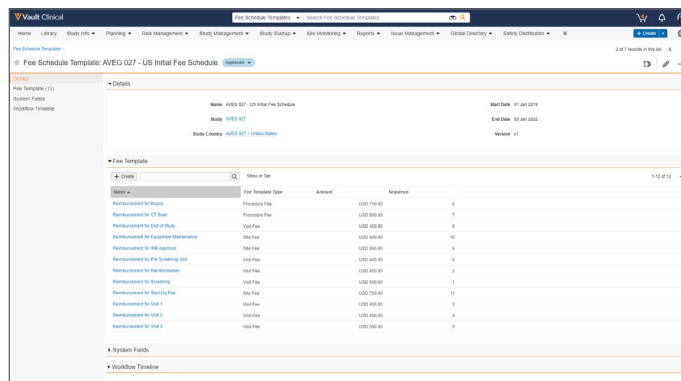 Vault Clinical
Fee Schedule Templates
Search Fee Schedule Templates
Home Library Study Info Planning Risk Management Study Management Study Startup Site Monitoring Reports Issue Management Global Directory Safety Distribution
+ Create
Fee Schedule Templates >
2 of 7 records in this list
Fee Schedule Template: AVEG 027 - US Initial Fee Schedule
Approved
Details
Fee Template (12)
System Fields
Workflow Timeline
Details
Name AVEG 027 - US Initial Fee Schedule
Start Date 01 Jan 2019
Study AVEG 027
End Date 03 Jan 2022
Study Country AVEG 027 > United States
Version v1
Fee Template
+ Create
Show in Tab
1-12 of 12
Name Fee Template Type Amount Sequence
Reimbursement for Biopsy Procedure Fee USD 750.00
Reimbursement for CT Scan Procedure Fee USD 600.00 7
Reimbursement for End of Study Visit Fee USD 450.00
Reimbursement for Equipment Maintenance Site Fee USD 600.00 10
Reimbursement for IRB Approval Site Fee USD 850.00 9
Reimbursement for Pre Screening Visit Visit Fee USD 400.00 0
Reimbursement for Randomisation Visit Fee USD 450.00 2
Reimbursement for Screening Visit Fee USD 500.00 1
Reimbursement for Start-Up Fee Site Fee USD 700.00 11
Reimbursement for Visit 1 Visit Fee USD 400.00 3
Reimbursement for Visit 2 Visit Fee USD 450.00 4
Reimbursement for Visit 3 Visit Fee USD 550.00 5
System Fields
Workflow Timeline